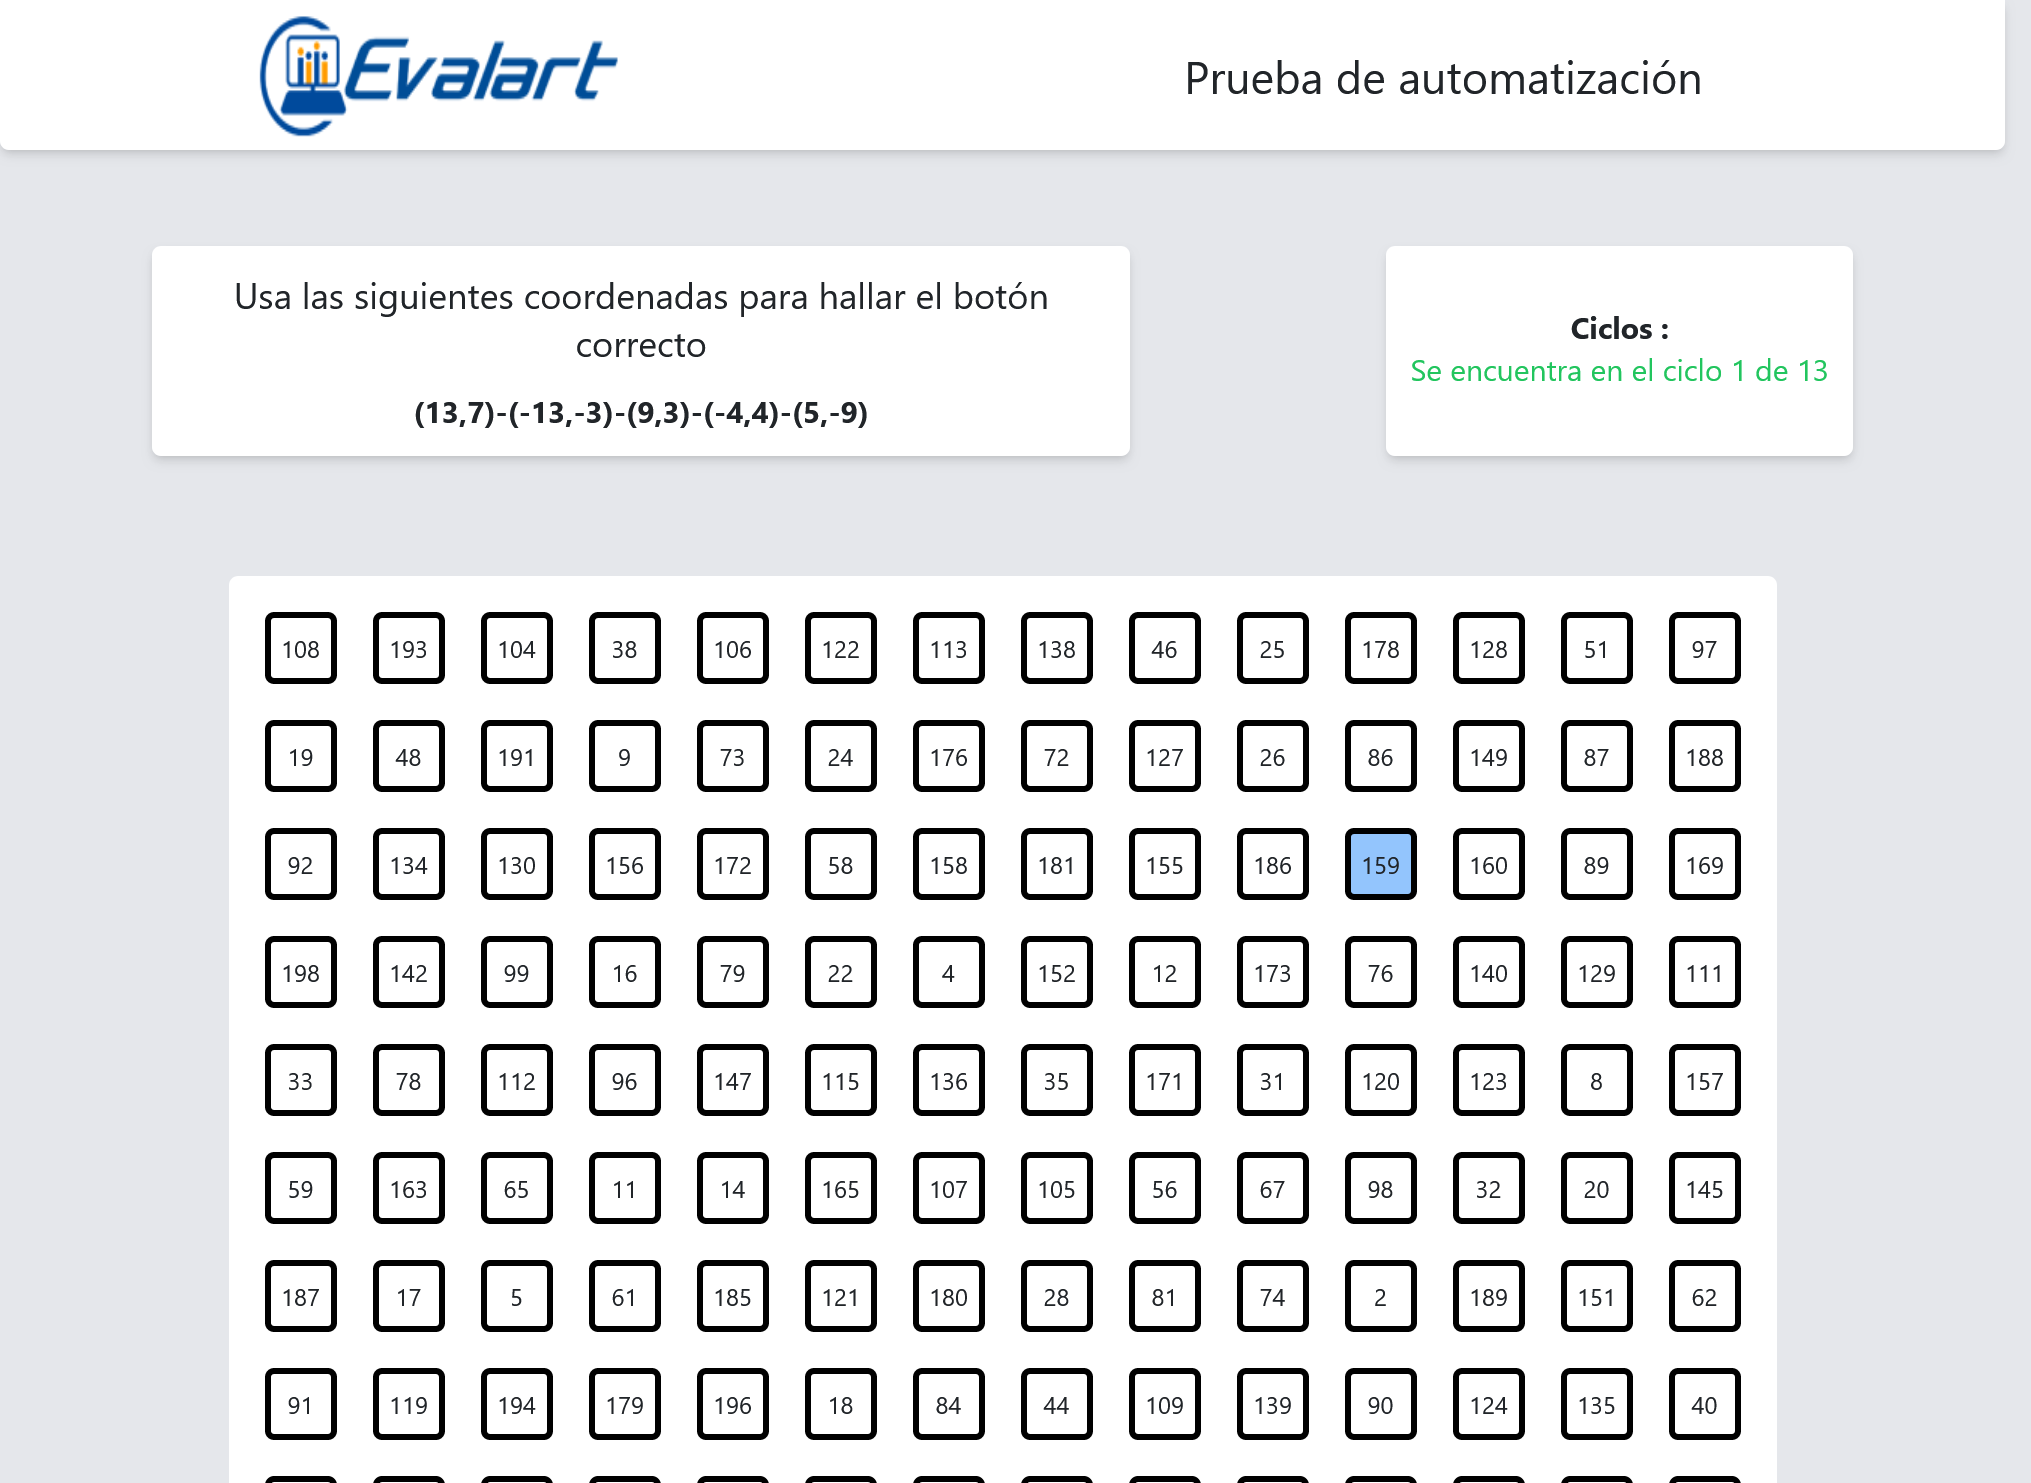 Evalart
Prueba de automatización
Usa las siguientes coordenadas para hallar el botón
correcto
(13,7)-(-13,-3)-(9,3)-(-4,4)-(5,-9)
Ciclos :
Se encuentra en el ciclo 1 de 13
108 193 104 38 106 122 113 138 46 25 178 128 51 97
19 48 191 9 73 24 176 72 127 26 86 149 87 188
92 134 130 156 172 58 158 181 155 186 159 160 89 169
198 142 99 16 79 22 4 152 12 173 76 140 129 111
33 78 112 96 147 115 136 35 171 31 120 123 8 157
59 163 65 11 14 165 107 105 56 67 98 32 20 145
187 17 5 61 185 121 180 28 81 74 2 189 151 62
91 119 194 179 196 18 84 44 109 139 90 124 135 40